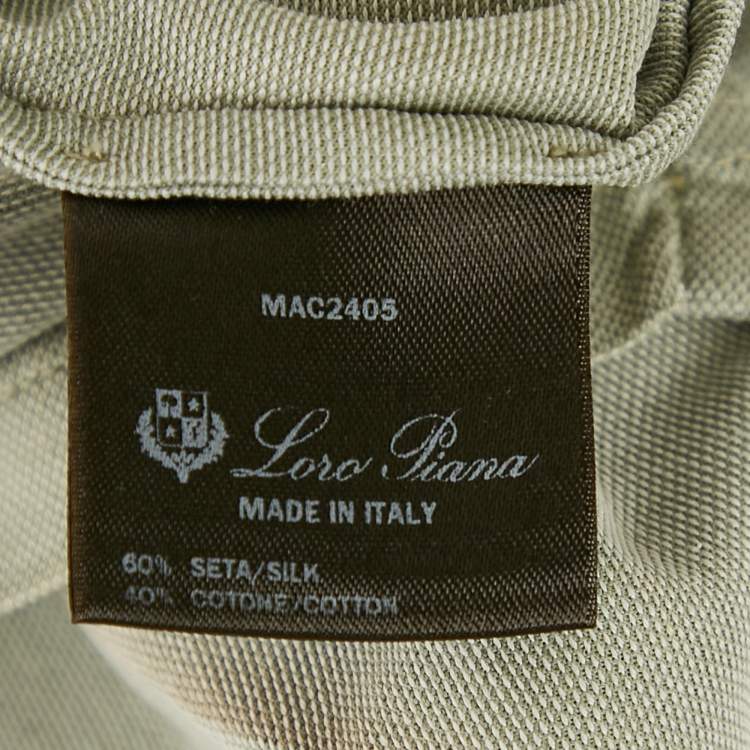 MAC2405
Loro Piana
MADE IN ITALY
60% SETA/SILK
40% COTONE/COTTON